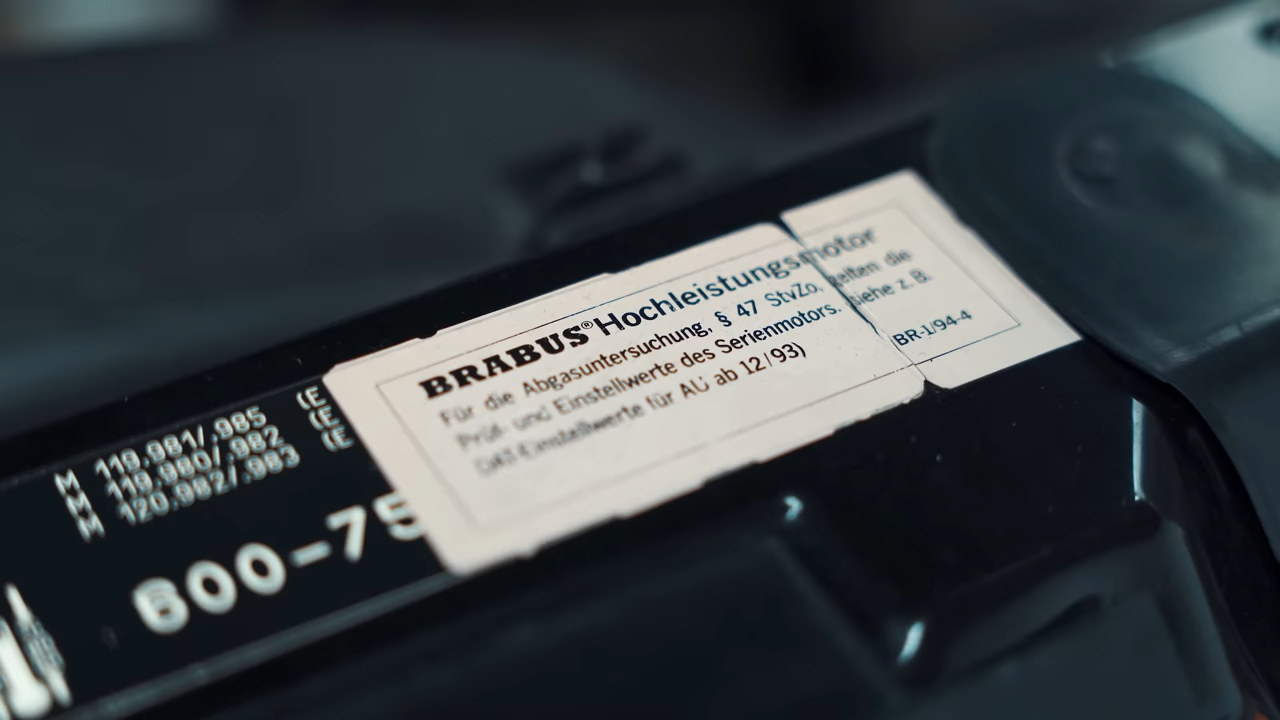 BRABUS® Hochleistungsmotor
Für die Abgasuntersuchung, § 47 StvZo, gelten die
Prüf- und Einstellwerte des Serienmotors. siehe z. B.
DAT-Einstellwerte für AU ab 12/93)
BR-1/94-4
M 119.981/.985 (E
M 119.980/.982 (E
M 120.982/.983 (E
600-75